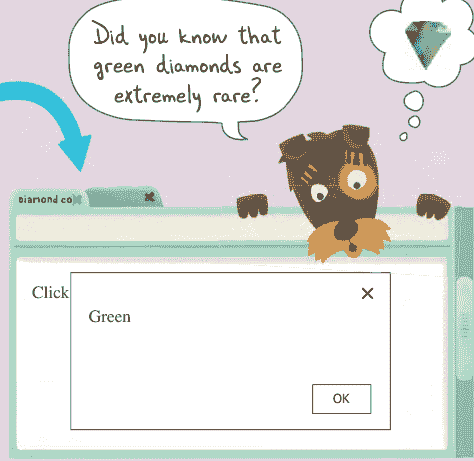 Did you know that
green diamonds are
extremely rare?
Diamond co
Click
Green
OK